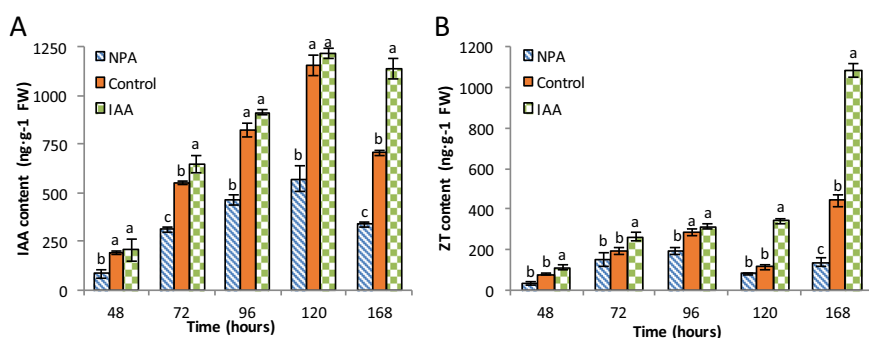 A
IAA content (ng·g-1 FW)
1250
1000
750
500
250
0
NPA
Control
IAA
b a a
c b a
b a a
b a a
c b a
48 72 96 120 168
Time (hours)
B
ZT content (ng·g-1 FW)
1200
1000
800
600
400
200
0
NPA
Control
IAA
b b a
b b a
b a a
b b a
c b a
48 72 96 120 168
Time (hours)